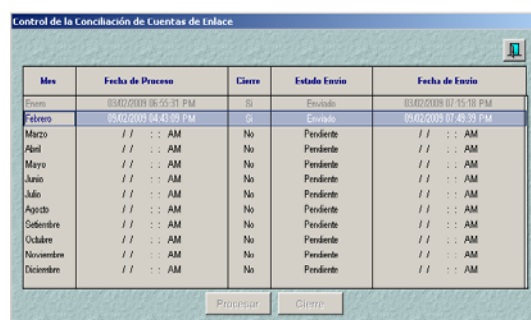 Control de la Conciliación de Cuentas de Enlace
Mes Fecha de Proceso Cierre Estado Envio Fecha de Envio
Enero 03/02/2009 06:55:31 PM Si Enviado 03/02/2009 07:15:18 PM
Febrero 09/02/2009 04:43:09 PM Si Enviado 09/02/2009 07:49:39 PM
Marzo / / : : AM No Pendiente / / : : AM
Abril / / : : AM No Pendiente / / : : AM
Mayo / / : : AM No Pendiente / / : : AM
Junio / / : : AM No Pendiente / / : : AM
Julio / / : : AM No Pendiente / / : : AM
Agosto / / : : AM No Pendiente / / : : AM
Setiembre / / : : AM No Pendiente / / : : AM
Octubre / / : : AM No Pendiente / / : : AM
Noviembre / / : : AM No Pendiente / / : : AM
Diciembre / / : : AM No Pendiente / / : : AM
Procesar Cierre